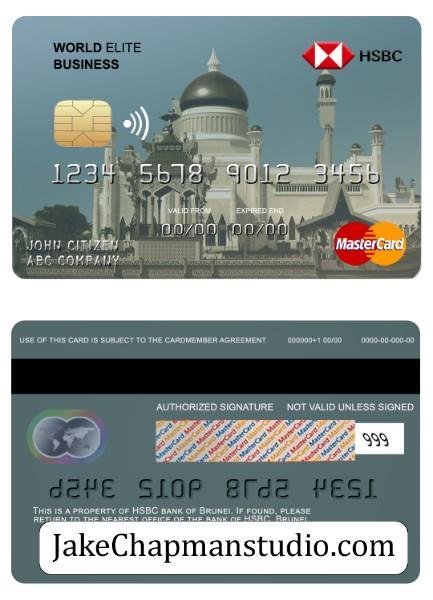 WORLD ELITE
BUSINESS
HSBC
1234 5678 9012 3456
VALID FROM EXPIRED END
00/00 00/00
JOHN CITIZEN
ABC COMPANY
MasterCard
USE OF THIS CARD IS SUBJECT TO THE CARDMEMBER AGREEMENT 000000+1 00/00 0000-00-000-00
AUTHORIZED SIGNATURE NOT VALID UNLESS SIGNED
999
THIS IS A PROPERTY OF HSBC BANK OF BRUNEI. IF FOUND, PLEASE
RETURN TO THE NEAREST OFFICE OF THE BANK OF HSBC, BRUNEI
JakeChapmanstudio.com